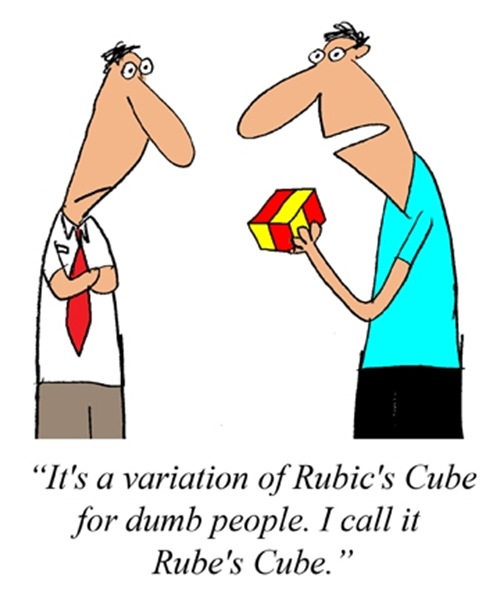 “It's a variation of Rubic's Cube
for dumb people. I call it
Rube's Cube.”